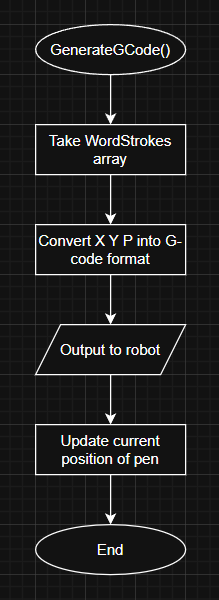 GenerateGCode()
Take WordStrokes
array
Convert X Y P into G-
code format
Output to robot
Update current
position of pen
End